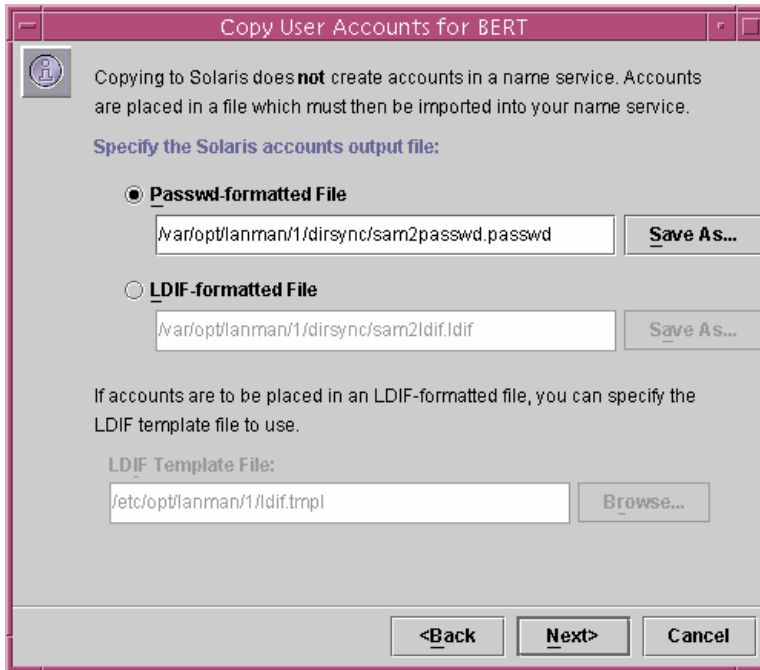 Copy User Accounts for BERT
Copying to Solaris does not create accounts in a name service. Accounts
are placed in a file which must then be imported into your name service.
Specify the Solaris accounts output file:
Passwd-formatted File
/var/opt/lanman/1/dirsync/sam2passwd.passwd
Save As...
LDIF-formatted File
/var/opt/lanman/1/dirsync/sam2ldif.ldif
Save As...
If accounts are to be placed in an LDIF-formatted file, you can specify the
LDIF template file to use.
LDIF Template File:
/etc/opt/lanman/1/ldif.tmpl
Browse...
<Back
Next>
Cancel